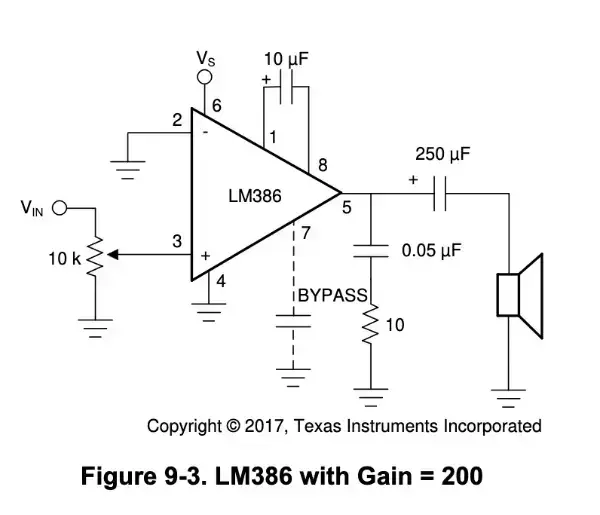 VS
10 µF
+
6
2
-
1
8
250 µF
+
LM386
5
VIN
3
+
7
10 k
0.05 µF
4
BYPASS
10
Copyright © 2017, Texas Instruments Incorporated
Figure 9-3. LM386 with Gain = 200